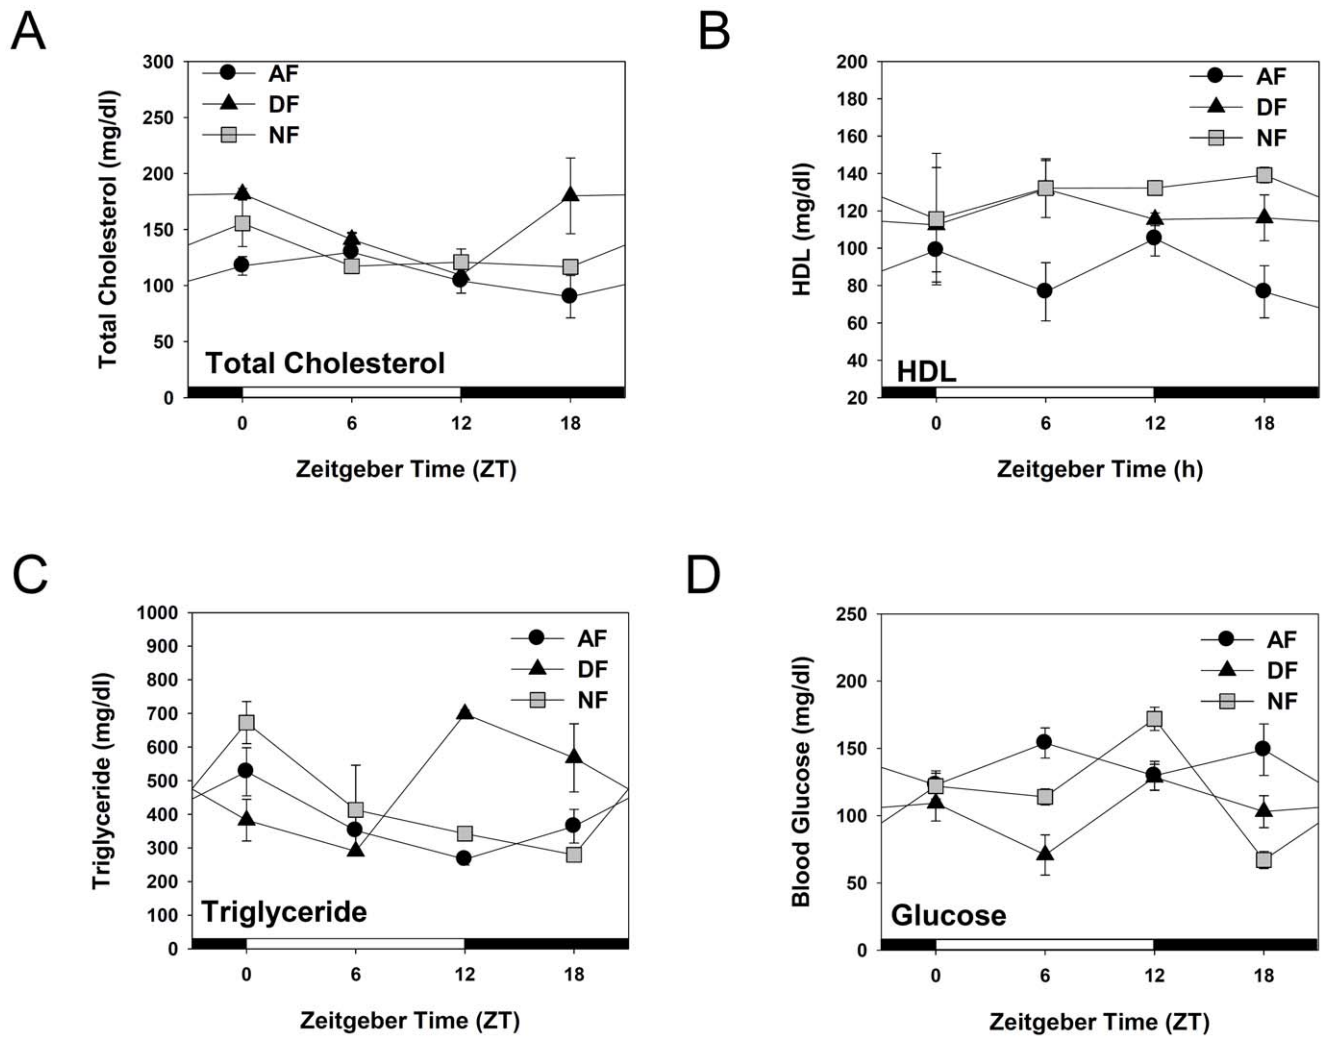 A
Total Cholesterol (mg/dl)
300
250
200
150
100
50
0
AF
DF
NF
Total Cholesterol
0 6 12 18
Zeitgeber Time (ZT)
B
HDL (mg/dl)
200
180
160
140
120
100
80
60
40
20
AF
DF
NF
HDL
0 6 12 18
Zeitgeber Time (h)
C
Triglyceride (mg/dl)
1000
900
800
700
600
500
400
300
200
100
0
AF
DF
NF
Triglyceride
0 6 12 18
Zeitgeber Time (ZT)
D
Blood Glucose (mg/dl)
250
200
150
100
50
0
AF
DF
NF
Glucose
0 6 12 18
Zeitgeber Time (ZT)